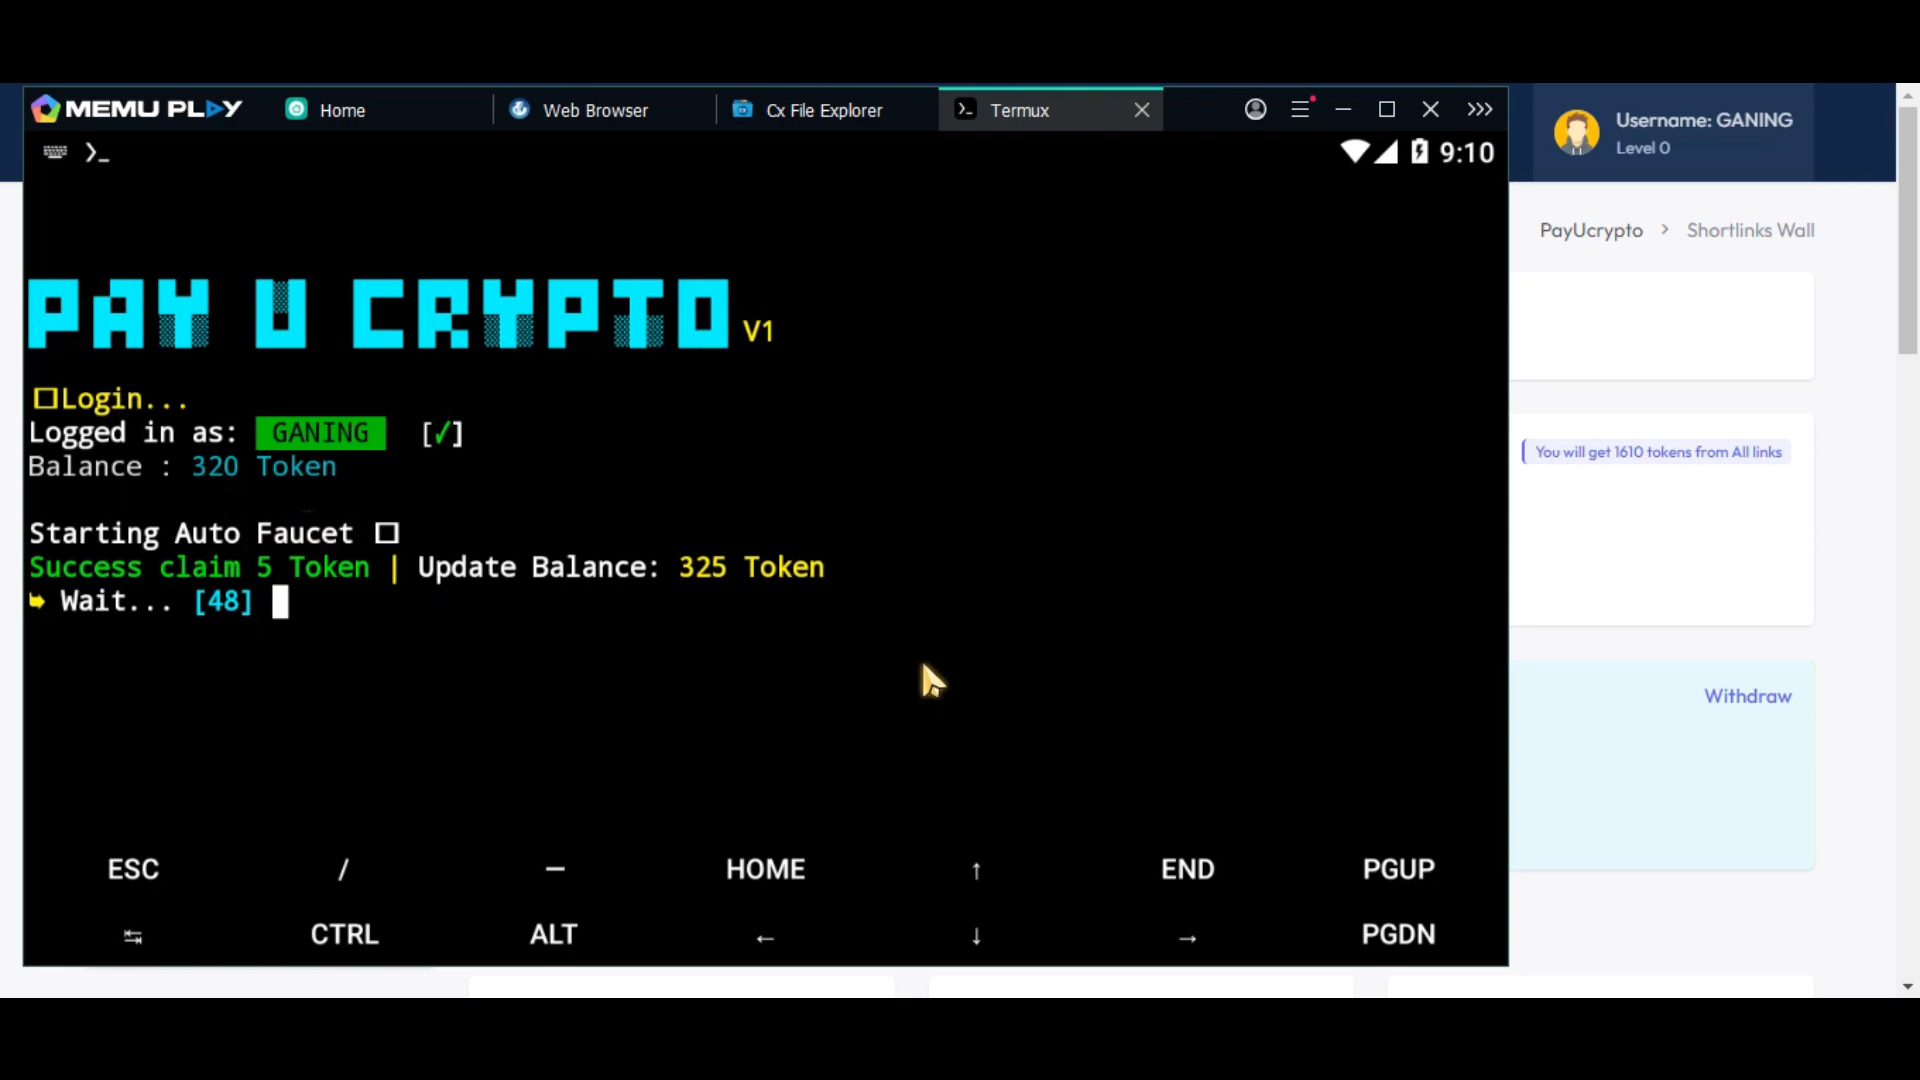 MEMU PLAY
Home
Web Browser
Cx File Explorer
Termux
9:10
Username: GANING
Level 0
PayUcrypto > Shortlinks Wall
PAY U CRYPTO V1
Login...
Logged in as: GANING [✓]
Balance : 320 Token
You will get 1610 tokens from All links
Starting Auto Faucet
Success claim 5 Token | Update Balance: 325 Token
Wait... [48]
Withdraw
ESC / — HOME ↑ END PGUP
↹ CTRL ALT ← ↓ → PGDN